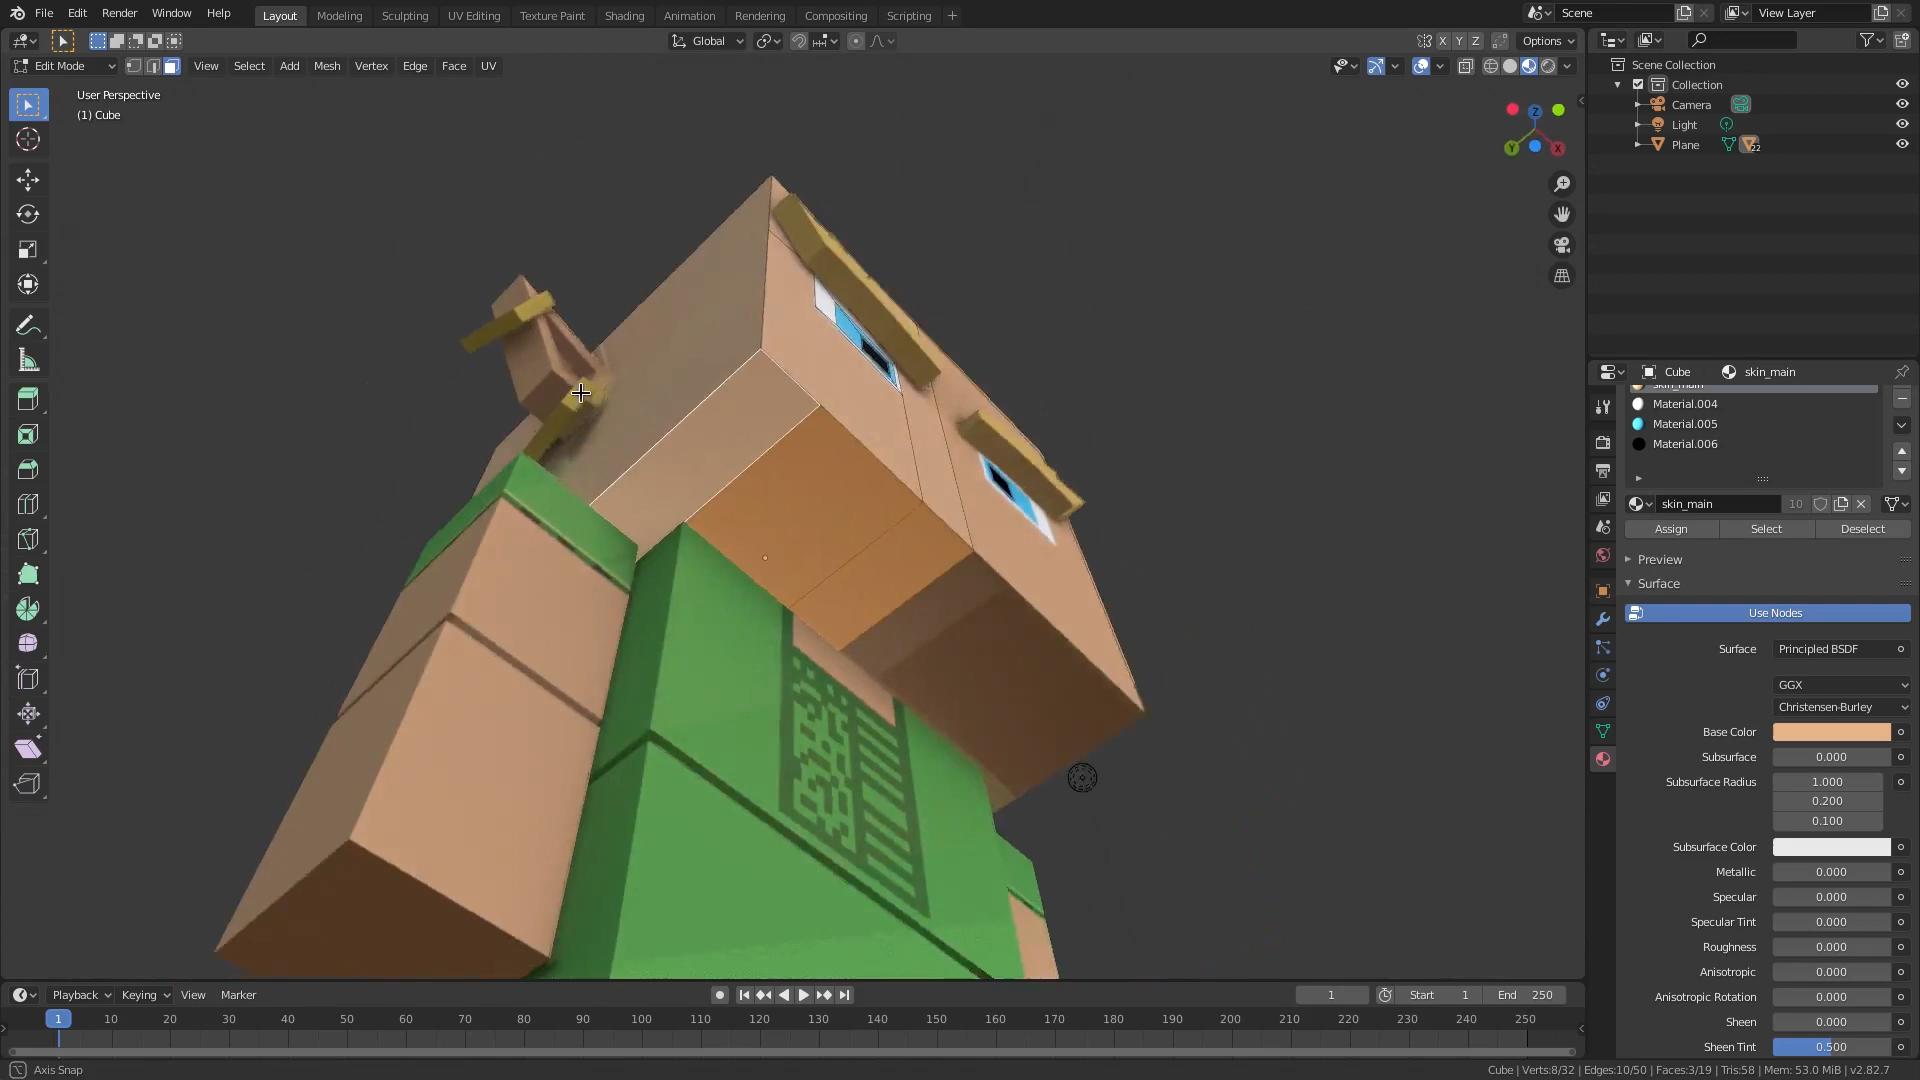 File Edit Render Window Help Layout Modeling Sculpting UV Editing Texture Paint Shading Animation Rendering Compositing Scripting + Scene View Layer
Global X Y Z Options
Edit Mode View Select Add Mesh Vertex Edge Face UV
User Perspective
(1) Cube
Z
Y X
Scene Collection
Collection
Camera
Light
Plane 22
Cube skin_main
skin_main
Material.004
Material.005
Material.006
skin_main 10
Assign Select Deselect
Preview
Surface
Use Nodes
Surface Principled BSDF
GGX
Christensen-Burley
Base Color
Subsurface 0.000
Subsurface Radius 1.000
0.200
0.100
Subsurface Color
Metallic 0.000
Specular 0.000
Specular Tint 0.000
Roughness 0.000
Anisotropic 0.000
Anisotropic Rotation 0.000
Sheen 0.000
Sheen Tint 0.500
Playback Keying View Marker 1 Start 1 End 250
1 10 20 30 40 50 60 70 80 90 100 110 120 130 140 150 160 170 180 190 200 210 220 230 240 250
Axis Snap Cube | Verts:8/32 | Edges:10/50 | Faces:3/19 | Tris:58 | Mem: 53.0 MiB | v2.82.7